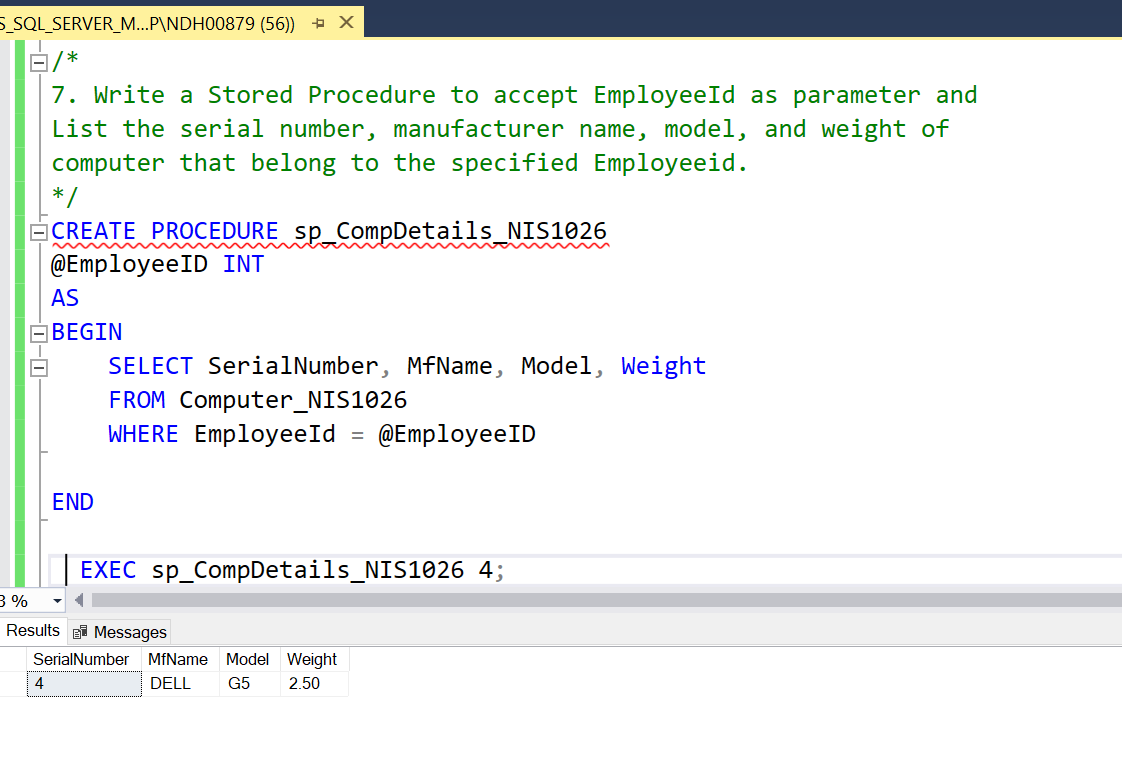 S_SQL_SERVER_M...P\NDH00879 (56))
/*
7. Write a Stored Procedure to accept EmployeeId as parameter and
List the serial number, manufacturer name, model, and weight of
computer that belong to the specified Employeeid.
*/
CREATE PROCEDURE sp_CompDetails_NIS1026
@EmployeeID INT
AS
BEGIN
SELECT SerialNumber, MfName, Model, Weight
FROM Computer_NIS1026
WHERE EmployeeId = @EmployeeID
END
EXEC sp_CompDetails_NIS1026 4;
3 %
Results Messages
SerialNumber MfName Model Weight
4 DELL G5 2.50